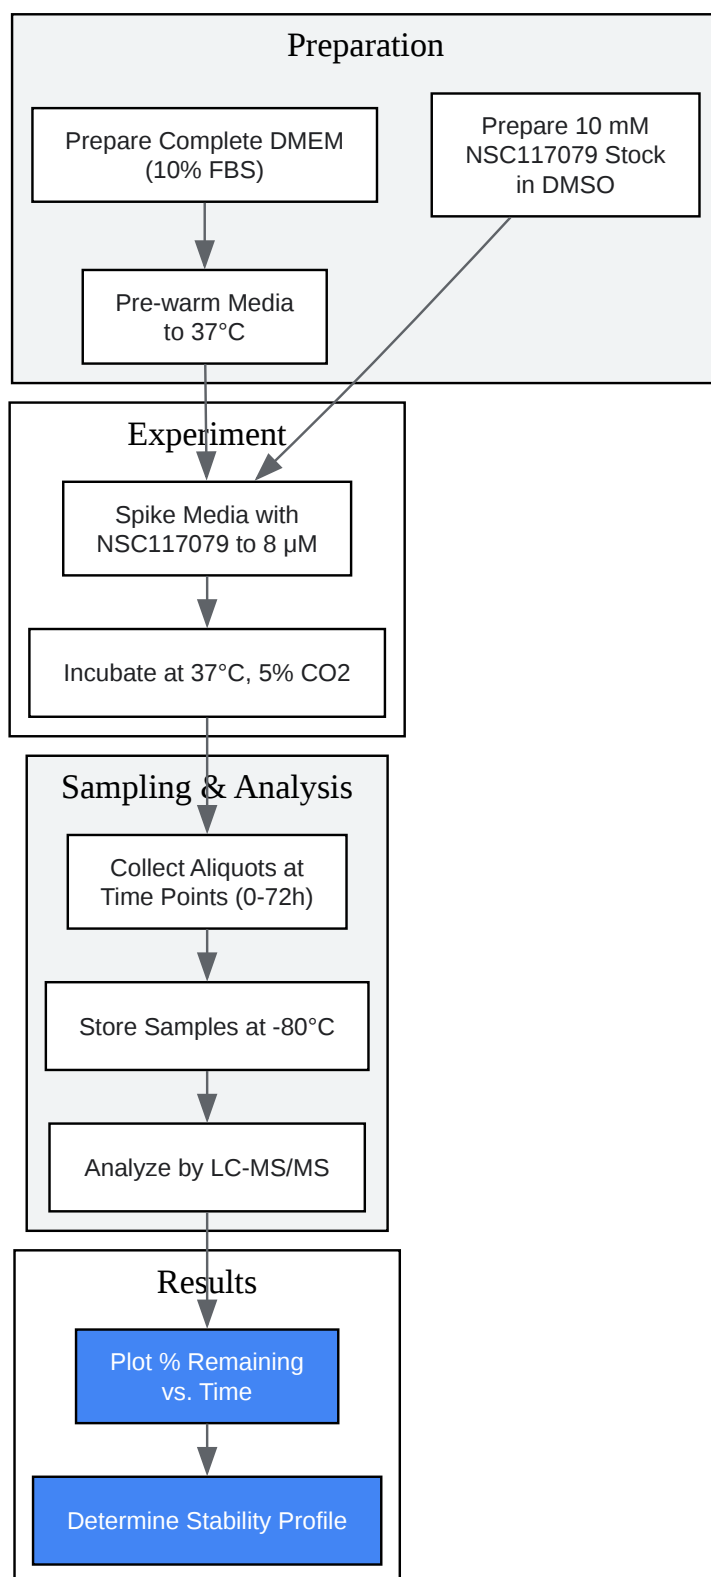 Preparation
Prepare Complete DMEM
(10% FBS)
Prepare 10 mM
NSC117079 Stock
in DMSO
Pre-warm Media
to 37°C
Experiment
Spike Media with
NSC117079 to 8 μM
Incubate at 37°C, 5% CO2
Sampling & Analysis
Collect Aliquots at
Time Points (0-72h)
Store Samples at -80°C
Analyze by LC-MS/MS
Results
Plot % Remaining
vs. Time
Determine Stability Profile